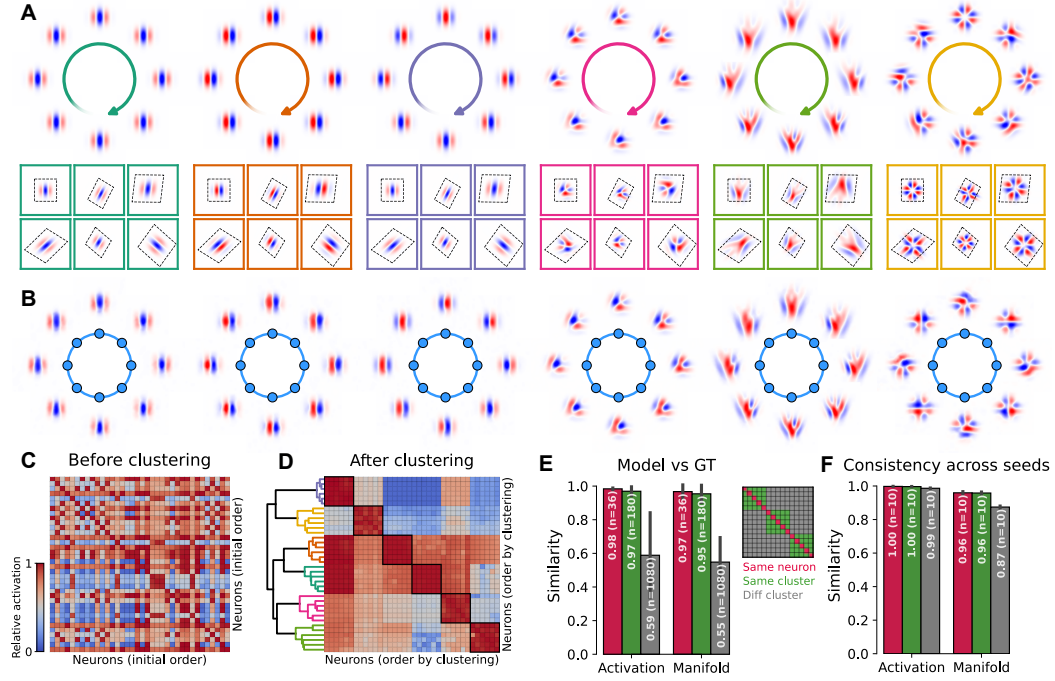 A
B
C
Before clustering
Relative activation
1
0
Neurons (initial order)
Neurons (initial order)
D
After clustering
Neurons (order by clustering)
Neurons (order by clustering)
E
Model vs GT
Similarity
1.0
0.8
0.6
0.4
0.2
0.0
0.98 (n=36)
0.97 (n=180)
0.59 (n=1080)
0.97 (n=36)
0.95 (n=180)
0.55 (n=1080)
Activation
Manifold
Same neuron
Same cluster
Diff cluster
F
Consistency across seeds
Similarity
1.0
0.8
0.6
0.4
0.2
0.0
1.00 (n=10)
1.00 (n=10)
0.99 (n=10)
0.96 (n=10)
0.96 (n=10)
0.87 (n=10)
Activation
Manifold